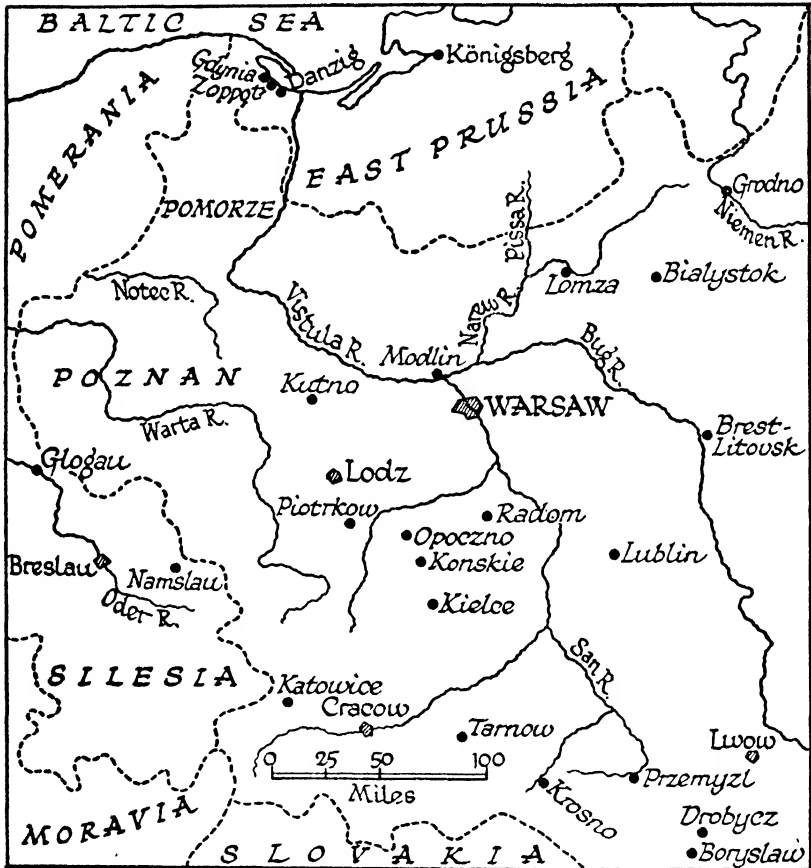 BALTIC SEA
Gdynia
Zoppot
Danzig
Königsberg
POMERANIA
EAST PRUSSIA
POMORZE
Grodno
Niemen R.
Pissa R.
Notec R.
Narew R.
Lomza
Bialystok
Vistula R.
Modlin
Bug R.
POZNAN
Kutno
WARSAW
Warta R.
Brest-
Litovsk
Glogau
Lodz
Piotrkow
Radom
Opoczno
Konskie
Lublin
Breslau
Namslau
Oder R.
Kielce
San R.
SILESIA
Katowice
Cracow
Tarnow
Lwow
0 25 50 100
Miles
Krosno
Przemyzl
MORAVIA
SLOVAKIA
Drobycz
Boryslaw